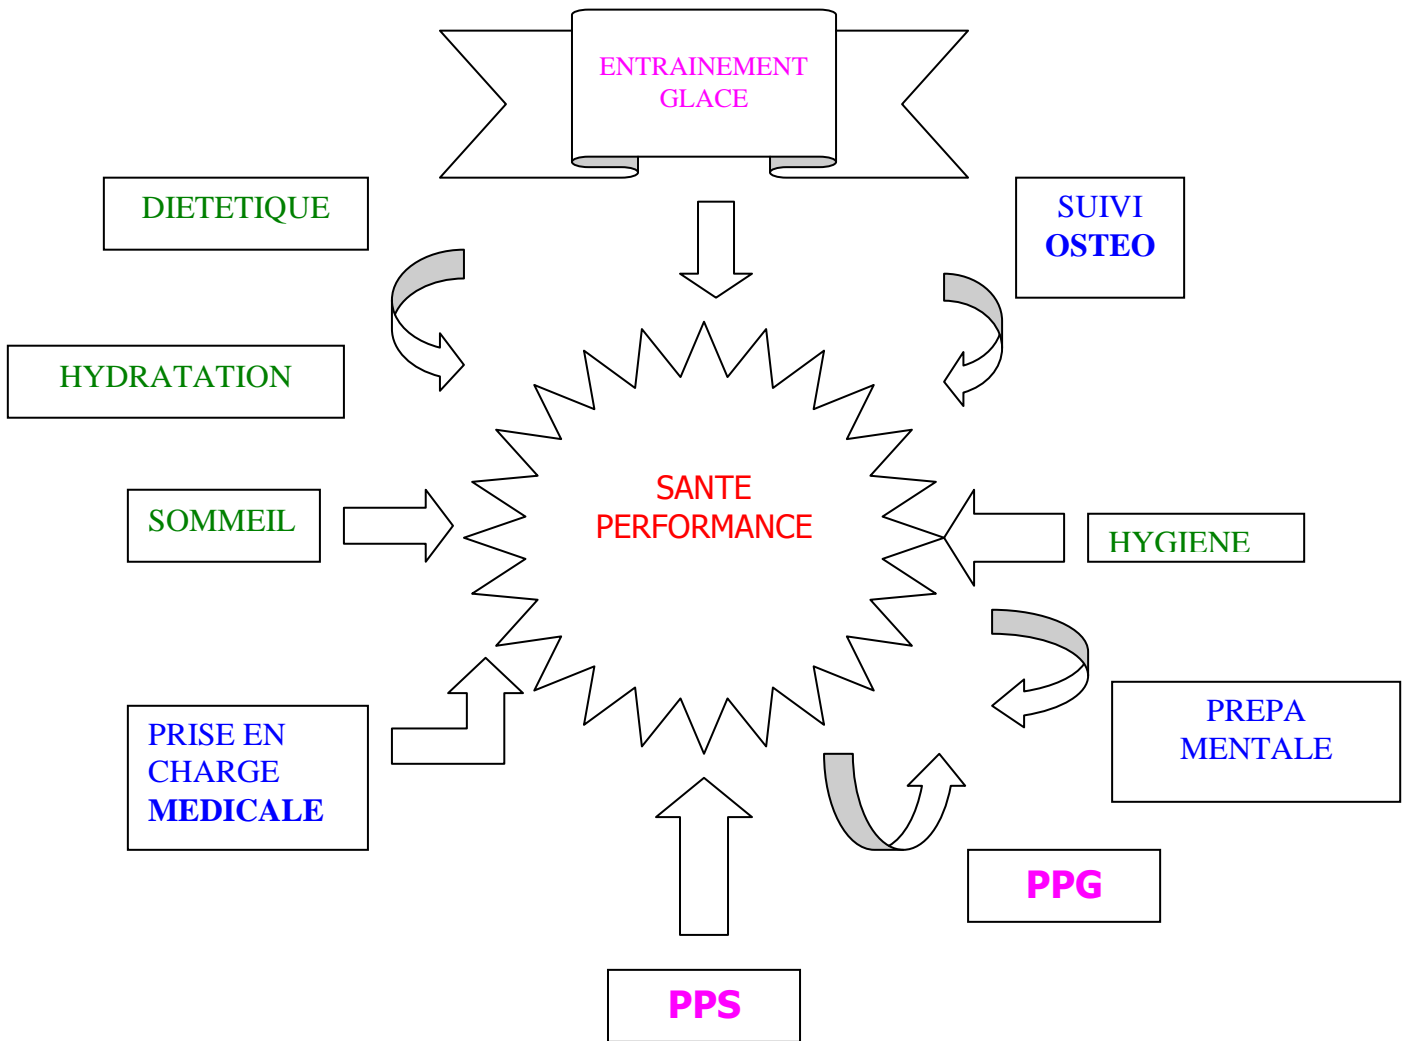 ENTRAINEMENT
GLACE
DIETETIQUE
SUIVI
OSTEO
HYDRATATION
SANTE
PERFORMANCE
SOMMEIL
HYGIENE
PRISE EN
CHARGE
MEDICALE
PREPA
MENTALE
PPG
PPS